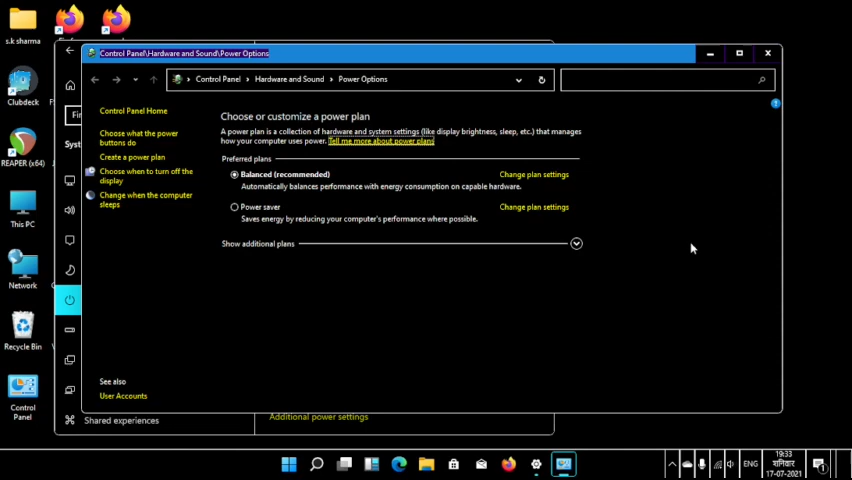 s.k sharma
Firefox
Clubdeck
REAPER (x64)
This PC
Network
Recycle Bin
Control
Panel
Syst
Control Panel\Hardware and Sound\Power Options
Control Panel
Hardware and Sound
Power Options
Control Panel Home
Choose what the power
buttons do
Create a power plan
Choose when to turn off the
display
Change when the computer
sleeps
See also
User Accounts
Choose or customize a power plan
A power plan is a collection of hardware and system settings (like display brightness, sleep, etc.) that manages
how your computer uses power. Tell me more about power plans
Preferred plans
Balanced (recommended) Change plan settings
Automatically balances performance with energy consumption on capable hardware.
Power saver Change plan settings
Saves energy by reducing your computer's performance where possible.
Show additional plans
Shared experiences
Additional power settings
ENG
19:33
शनिवार
17-07-2021
1